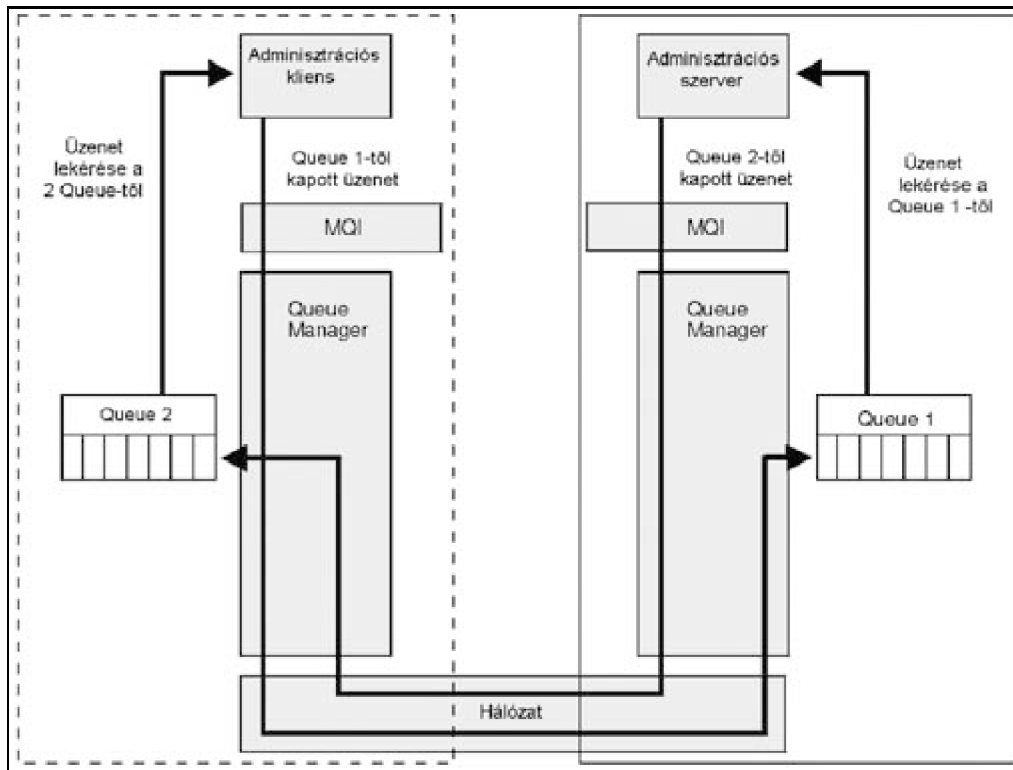 Adminisztrációs
kliens
Üzenet
lekérése a
2 Queue-től
Queue 1-től
kapott üzenet
MQI
Queue
Manager
Queue 2
Adminisztrációs
szerver
Queue 2-től
kapott üzenet
Üzenet
lekérése a
Queue 1 -től
MQI
Queue
Manager
Queue 1
Hálózat